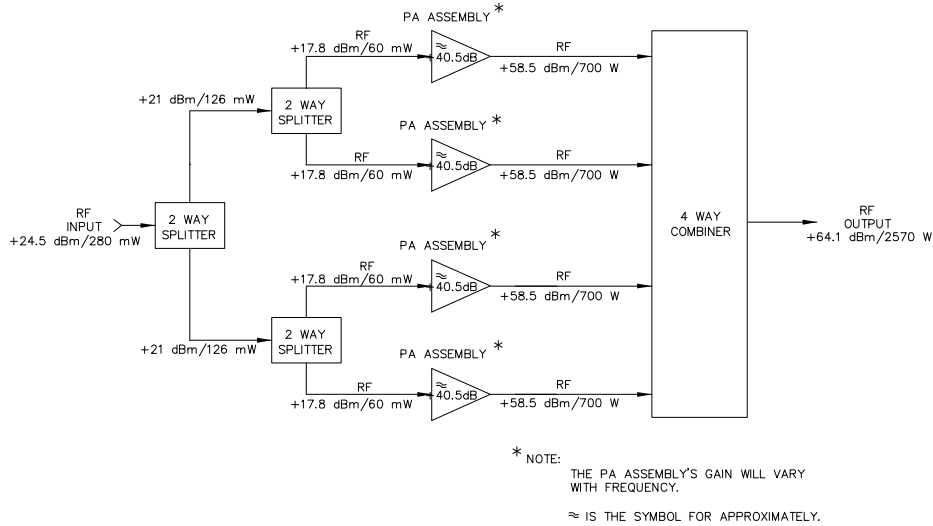 PA ASSEMBLY *
RF
+17.8 dBm/60 mW
≈
+40.5dB
RF
+58.5 dBm/700 W
+21 dBm/126 mW
2 WAY
SPLITTER
PA ASSEMBLY *
RF
+17.8 dBm/60 mW
≈
+40.5dB
RF
+58.5 dBm/700 W
RF
INPUT
+24.5 dBm/280 mW
2 WAY
SPLITTER
4 WAY
COMBINER
RF
OUTPUT
+64.1 dBm/2570 W
PA ASSEMBLY *
RF
+17.8 dBm/60 mW
≈
+40.5dB
RF
+58.5 dBm/700 W
+21 dBm/126 mW
2 WAY
SPLITTER
PA ASSEMBLY *
RF
+17.8 dBm/60 mW
≈
+40.5dB
RF
+58.5 dBm/700 W
* NOTE:
THE PA ASSEMBLY'S GAIN WILL VARY
WITH FREQUENCY.
≈ IS THE SYMBOL FOR APPROXIMATELY.